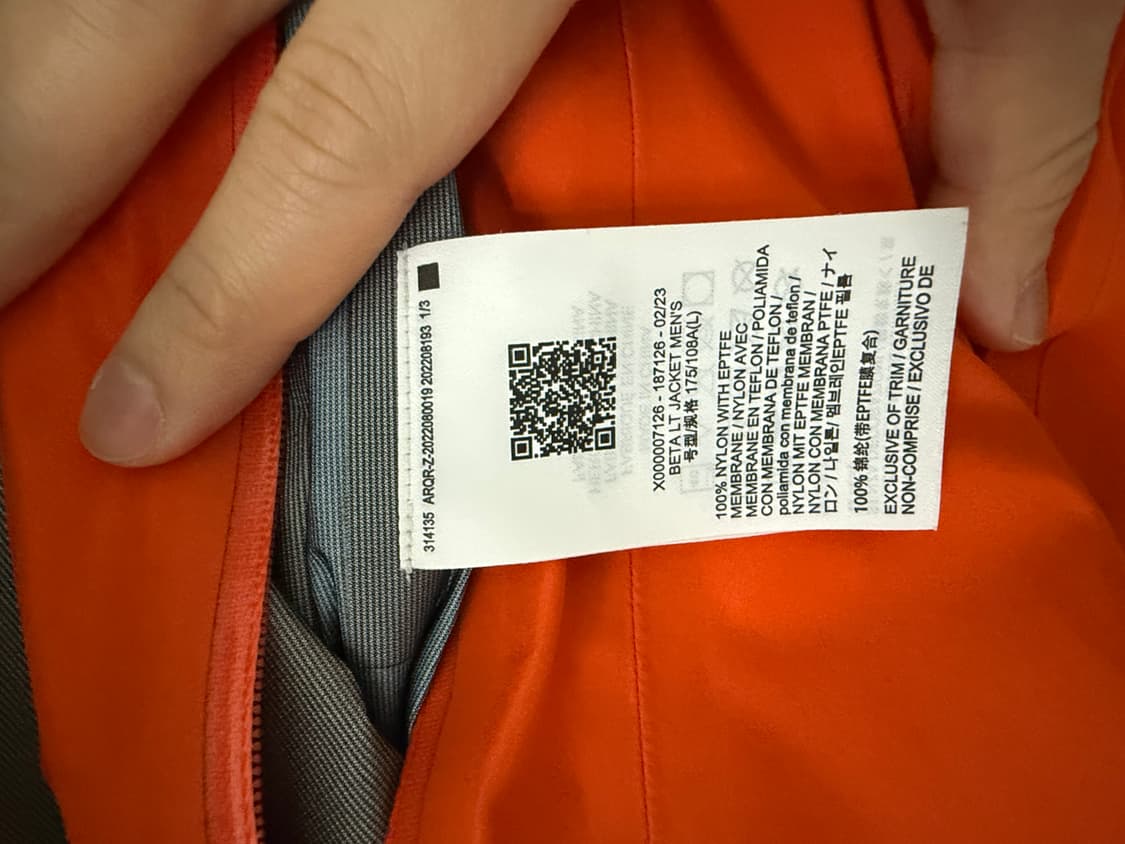 314135 ARQR-Z-2022080019 202208193 1/3
X000007126 - 187126 - 02/23
BETA LT JACKET MEN'S
号型/规格 175/108A(L)
100% NYLON WITH EPTFE
MEMBRANE / NYLON AVEC
MEMBRANE EN TEFLON / POLIAMIDA
CON MEMBRANA DE TEFLON /
poliamida con membrana de teflon /
NYLON MIT EPTFE MEMBRAN /
NYLON CON MEMBRANA PTFE / ナイ
ロン / 나일론/ 멤브레인EPTFE 필름
100% 锦纶(带EPTFE膜复合)
EXCLUSIVE OF TRIM / GARNITURE
NON-COMPRISE / EXCLUSIVO DE